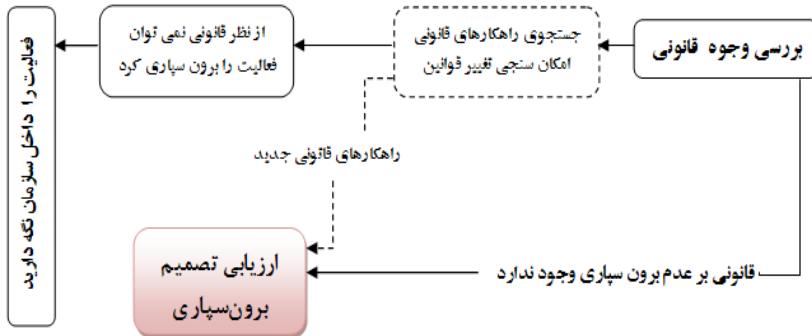 بررسی وجوه قانونی
جستجوی راهکارهای قانونی
امکان سنجی تغییر قوانین
از نظر قانونی نمی توان
فعالیت را برون سپاری کرد
فعالیت را داخل سازمان نگه دارید
راهکارهای قانونی جدید
قانونی بر عدم برون سپاری وجود ندارد
ارزیابی تصمیم
برون‌سپاری